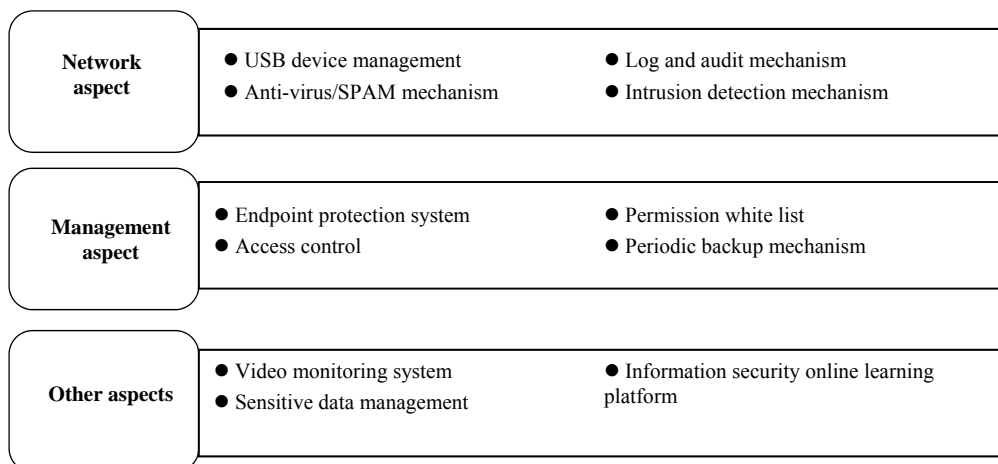 Network
aspect
● USB device management
● Anti-virus/SPAM mechanism
● Log and audit mechanism
● Intrusion detection mechanism
Management
aspect
● Endpoint protection system
● Access control
● Permission white list
● Periodic backup mechanism
Other aspects
● Video monitoring system
● Sensitive data management
● Information security online learning
platform